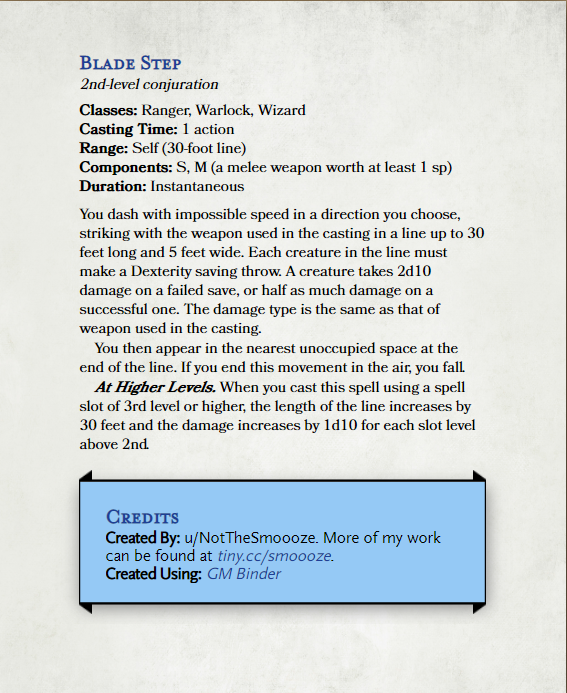 Blade Step
2nd-level conjuration
Classes: Ranger, Warlock, Wizard
Casting Time: 1 action
Range: Self (30-foot line)
Components: S, M (a melee weapon worth at least 1 sp)
Duration: Instantaneous
You dash with impossible speed in a direction you choose,
striking with the weapon used in the casting in a line up to 30
feet long and 5 feet wide. Each creature in the line must
make a Dexterity saving throw. A creature takes 2d10
damage on a failed save, or half as much damage on a
successful one. The damage type is the same as that of
weapon used in the casting.
You then appear in the nearest unoccupied space at the
end of the line. If you end this movement in the air, you fall.
At Higher Levels. When you cast this spell using a spell
slot of 3rd level or higher, the length of the line increases by
30 feet and the damage increases by 1d10 for each slot level
above 2nd.
Credits
Created By: u/NotTheSmoooze. More of my work
can be found at tiny.cc/smoooze.
Created Using: GM Binder